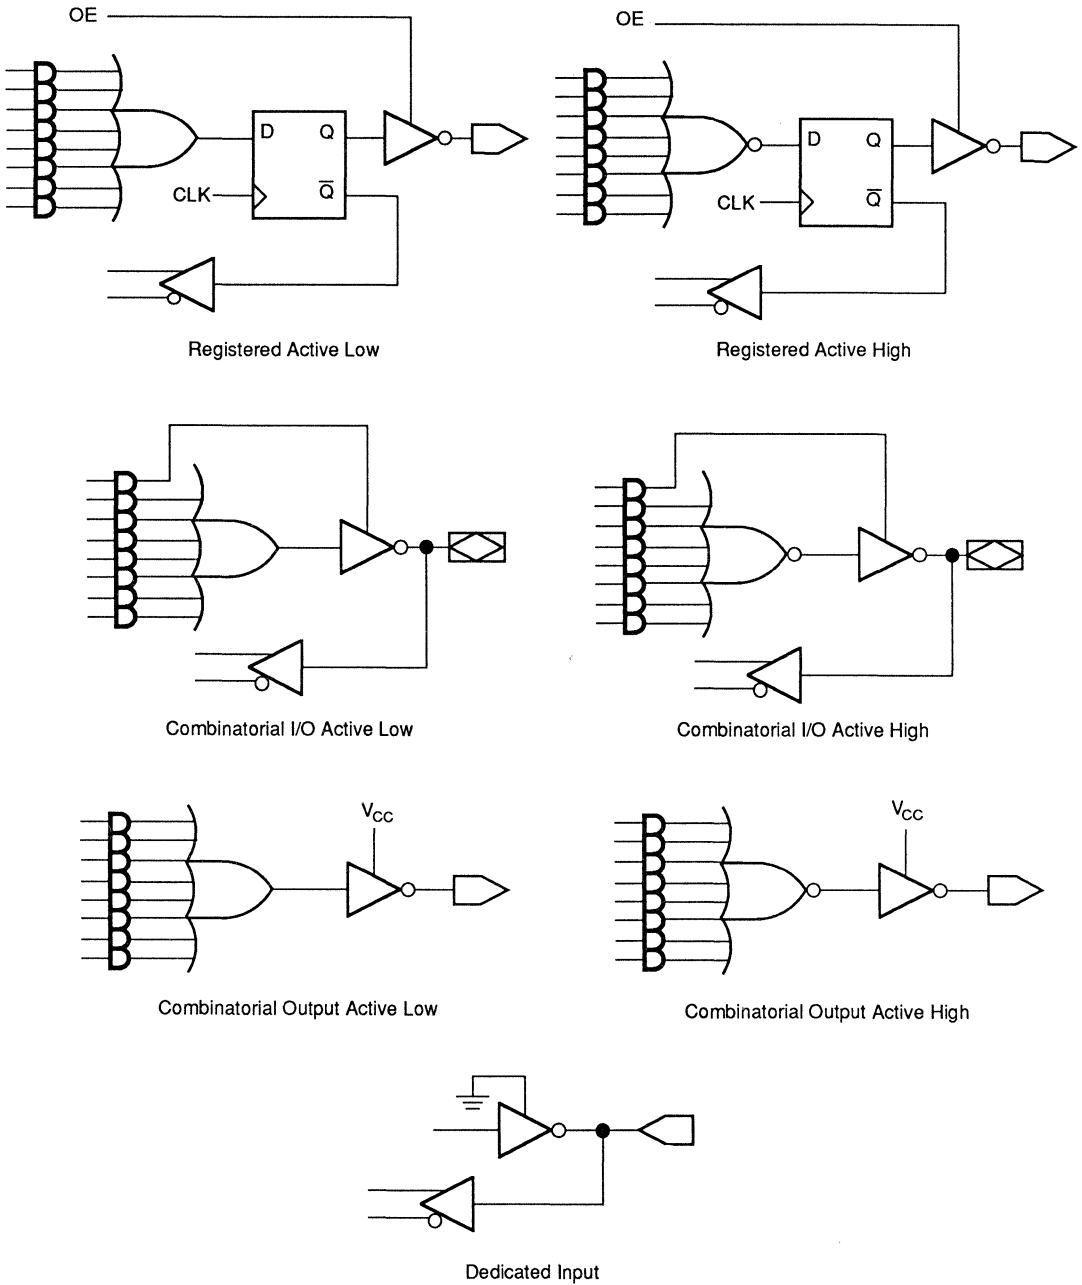 OE
D Q
CLK Q̅
Registered Active Low
OE
D Q
CLK Q̅
Registered Active High
Combinatorial I/O Active Low
Combinatorial I/O Active High
VCC
Combinatorial Output Active Low
VCC
Combinatorial Output Active High
Dedicated Input